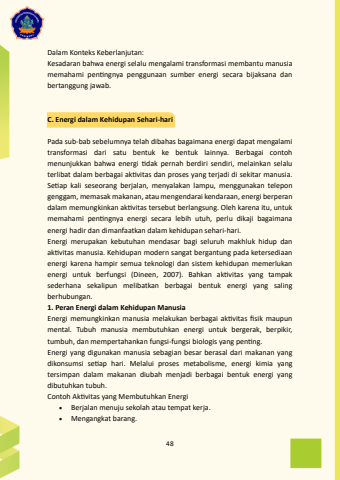 Dalam Konteks Keberlanjutan:
Kesadaran bahwa energi selalu mengalami transformasi membantu manusia
memahami pentingnya penggunaan sumber energi secara bijaksana dan
bertanggung jawab.
C. Energi dalam Kehidupan Sehari-hari
Pada sub-bab sebelumnya telah dibahas bagaimana energi dapat mengalami
transformasi dari satu bentuk ke bentuk lainnya. Berbagai contoh
menunjukkan bahwa energi tidak pernah berdiri sendiri, melainkan selalu
terlibat dalam berbagai aktivitas dan proses yang terjadi di sekitar manusia.
Setiap kali seseorang berjalan, menyalakan lampu, menggunakan telepon
genggam, memasak makanan, atau mengendarai kendaraan, energi berperan
dalam memungkinkan aktivitas tersebut berlangsung. Oleh karena itu, untuk
memahami pentingnya energi secara lebih utuh, perlu dikaji bagaimana
energi hadir dan dimanfaatkan dalam kehidupan sehari-hari.
Energi merupakan kebutuhan mendasar bagi seluruh makhluk hidup dan
aktivitas manusia. Kehidupan modern sangat bergantung pada ketersediaan
energi karena hampir semua teknologi dan sistem kehidupan memerlukan
energi untuk berfungsi (Dineen, 2007). Bahkan aktivitas yang tampak
sederhana sekalipun melibatkan berbagai bentuk energi yang saling
berhubungan.
1. Peran Energi dalam Kehidupan Manusia
Energi memungkinkan manusia melakukan berbagai aktivitas fisik maupun
mental. Tubuh manusia membutuhkan energi untuk bergerak, berpikir,
tumbuh, dan mempertahankan fungsi-fungsi biologis yang penting.
Energi yang digunakan manusia sebagian besar berasal dari makanan yang
dikonsumsi setiap hari. Melalui proses metabolisme, energi kimia yang
tersimpan dalam makanan diubah menjadi berbagai bentuk energi yang
dibutuhkan tubuh.
Contoh Aktivitas yang Membutuhkan Energi
• Berjalan menuju sekolah atau tempat kerja.
• Mengangkat barang.
48